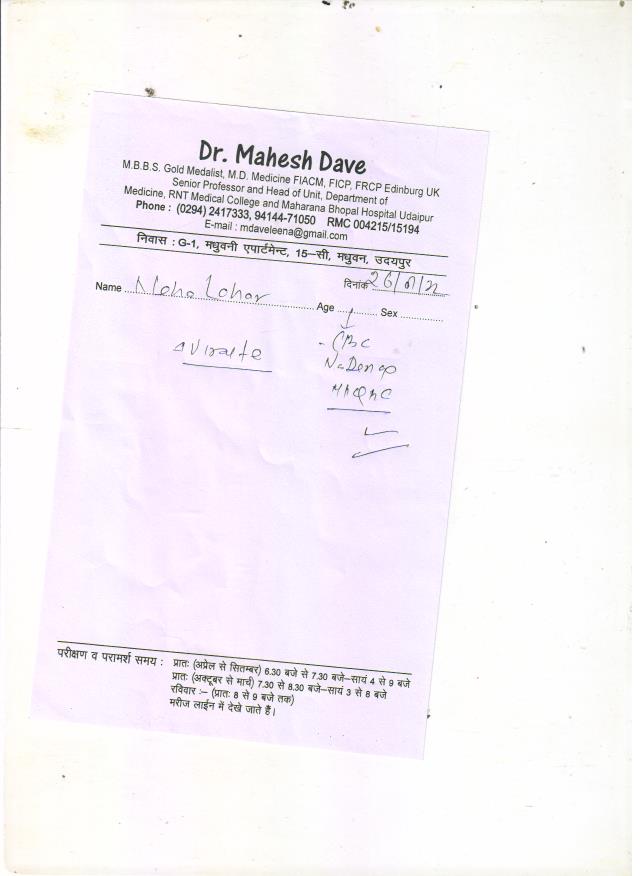 Dr. Mahesh Dave
M.B.B.S. Gold Medalist, M.D. Medicine FIACM, FICP, FRCP Edinburg UK
Senior Professor and Head of Unit, Department of
Medicine, RNT Medical College and Maharana Bhopal Hospital Udaipur
Phone : (0294) 2417333, 94144-71050 RMC 004215/15194
E-mail : mdaveleena@gmail.com
निवास : G-1, मधुवनी एपार्टमेन्ट, 15–सी, मधुवन, उदयपुर
दिनांक
Name Lohar Age Sex
CBC
परीक्षण व परामर्श समय : प्रातः (अप्रेल से सितम्बर) 6.30 बजे से 7.30 बजे–सायं 4 से 9 बजे
प्रातः (अक्टूबर से मार्च) 7.30 से 8.30 बजे–सायं 3 से 8 बजे
रविवार :– (प्रातः 8 से 9 बजे तक)
मरीज लाईन में देखे जाते हैं।